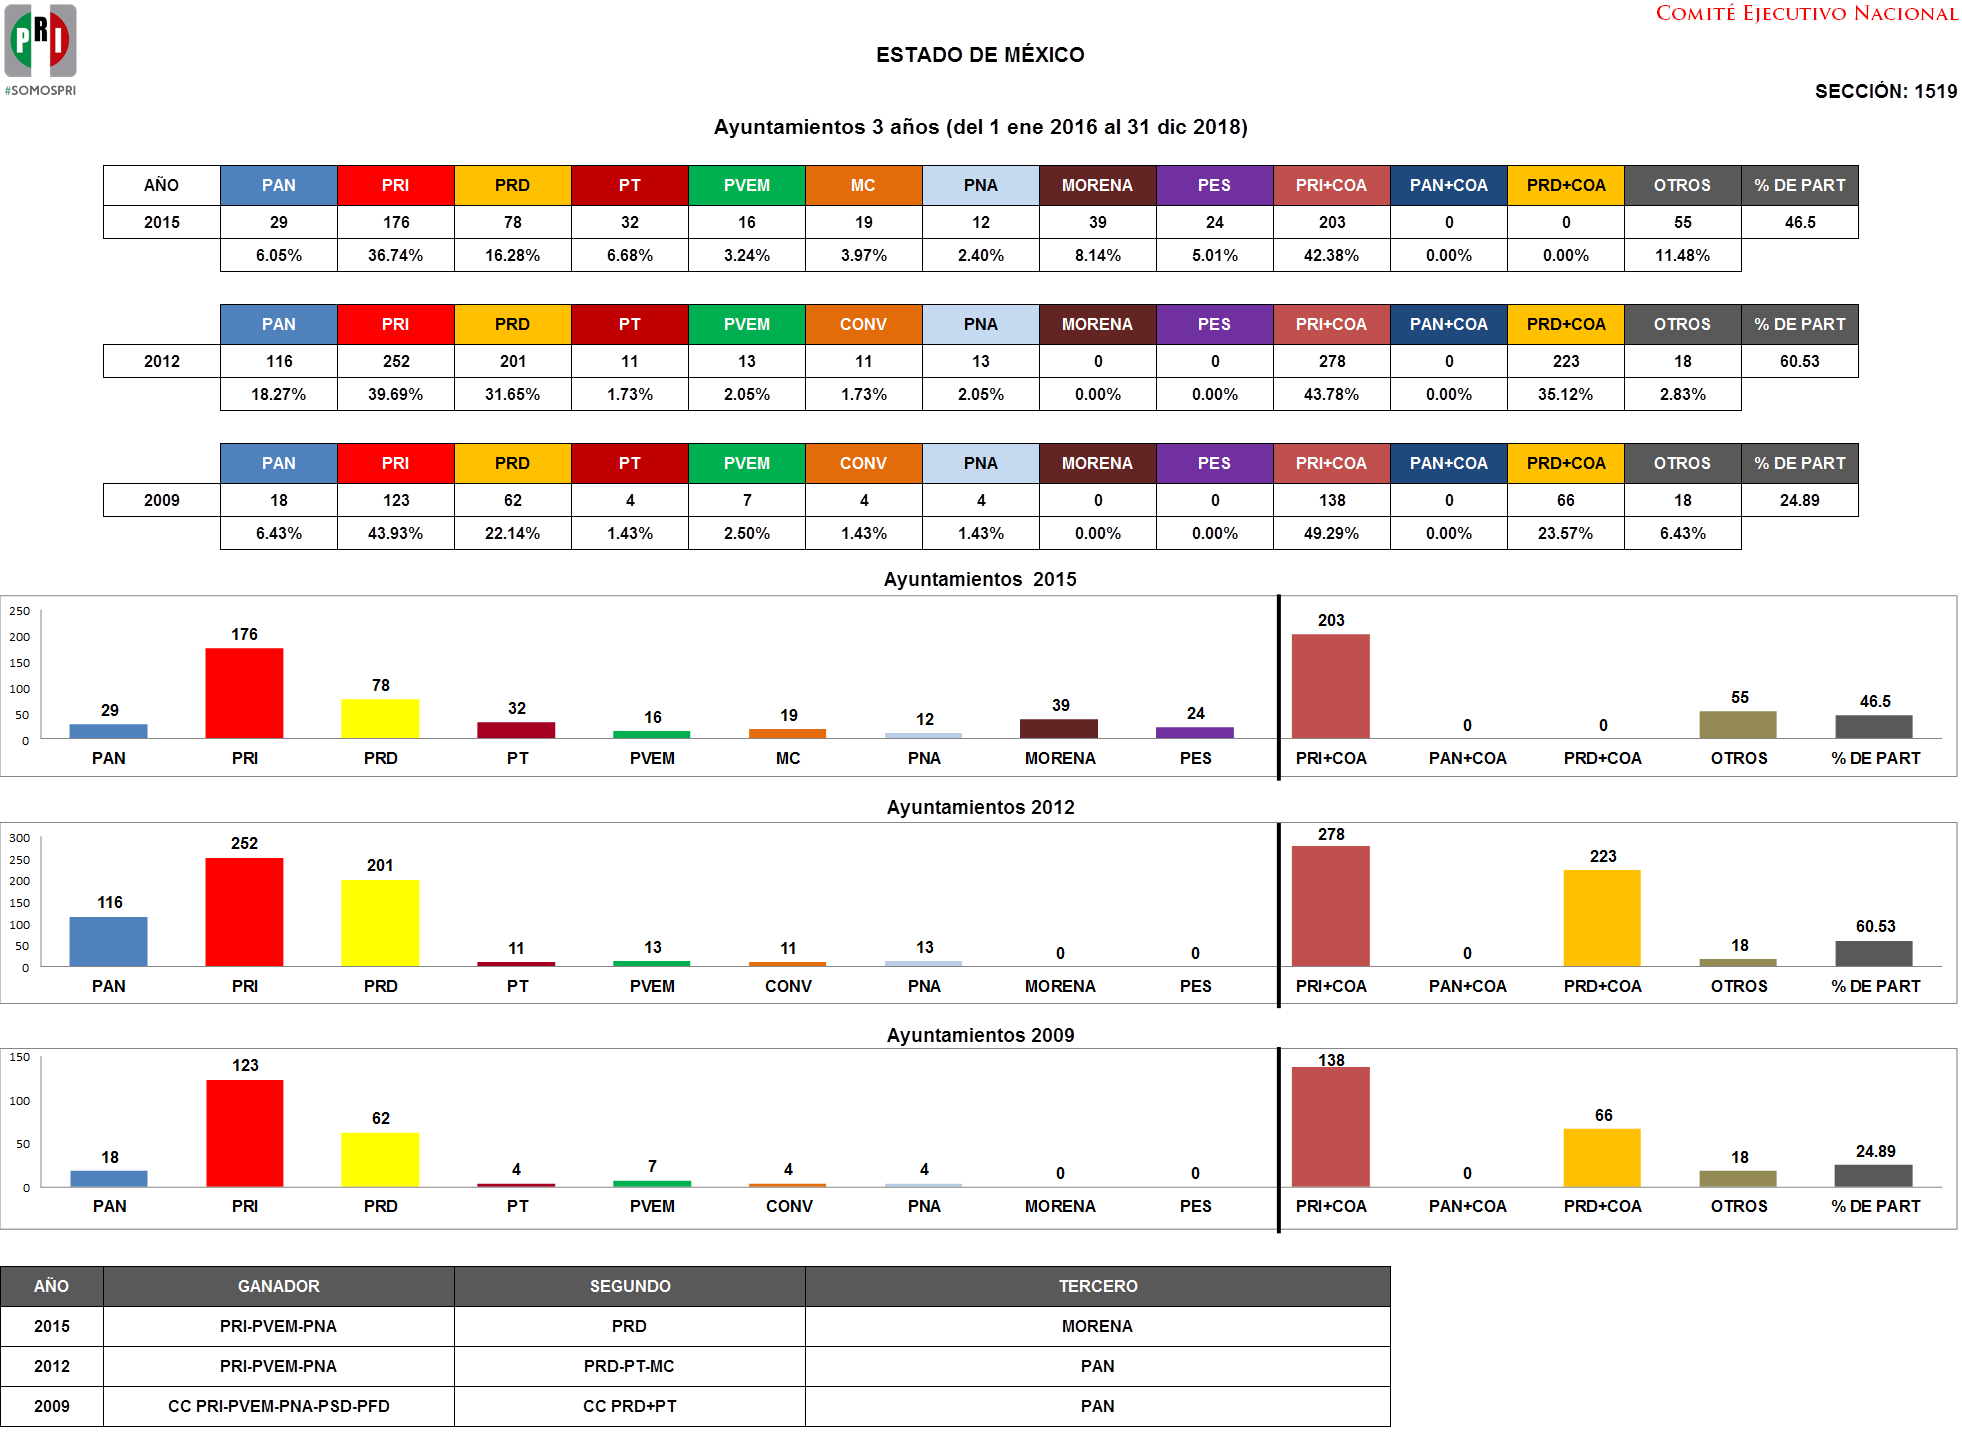 COMITÉ EJECUTIVO NACIONAL
PRI
#SOMOSPRI
ESTADO DE MÉXICO
SECCIÓN: 1519
Ayuntamientos 3 años (del 1 ene 2016 al 31 dic 2018)
AÑO PAN PRI PRD PT PVEM MC PNA MORENA PES PRI+COA PAN+COA PRD+COA OTROS % DE PART
2015 29 176 78 32 16 19 12 39 24 203 0 0 55 46.5
6.05% 36.74% 16.28% 6.68% 3.24% 3.97% 2.40% 8.14% 5.01% 42.38% 0.00% 0.00% 11.48%
PAN PRI PRD PT PVEM CONV PNA MORENA PES PRI+COA PAN+COA PRD+COA OTROS % DE PART
2012 116 252 201 11 13 11 13 0 0 278 0 223 18 60.53
18.27% 39.69% 31.65% 1.73% 2.05% 1.73% 2.05% 0.00% 0.00% 43.78% 0.00% 35.12% 2.83%
PAN PRI PRD PT PVEM CONV PNA MORENA PES PRI+COA PAN+COA PRD+COA OTROS % DE PART
2009 18 123 62 4 7 4 4 0 0 138 0 66 18 24.89
6.43% 43.93% 22.14% 1.43% 2.50% 1.43% 1.43% 0.00% 0.00% 49.29% 0.00% 23.57% 6.43%
Ayuntamientos 2015
250
200
150
100
50
0
29 176 78 32 16 19 12 39 24 203 0 0 55 46.5
PAN PRI PRD PT PVEM MC PNA MORENA PES PRI+COA PAN+COA PRD+COA OTROS % DE PART
Ayuntamientos 2012
300
250
200
150
100
50
0
116 252 201 11 13 11 13 0 0 278 0 223 18 60.53
PAN PRI PRD PT PVEM CONV PNA MORENA PES PRI+COA PAN+COA PRD+COA OTROS % DE PART
Ayuntamientos 2009
150
100
50
0
18 123 62 4 7 4 4 0 0 138 0 66 18 24.89
PAN PRI PRD PT PVEM CONV PNA MORENA PES PRI+COA PAN+COA PRD+COA OTROS % DE PART
AÑO GANADOR SEGUNDO TERCERO
2015 PRI-PVEM-PNA PRD MORENA
2012 PRI-PVEM-PNA PRD-PT-MC PAN
2009 CC PRI-PVEM-PNA-PSD-PFD CC PRD+PT PAN